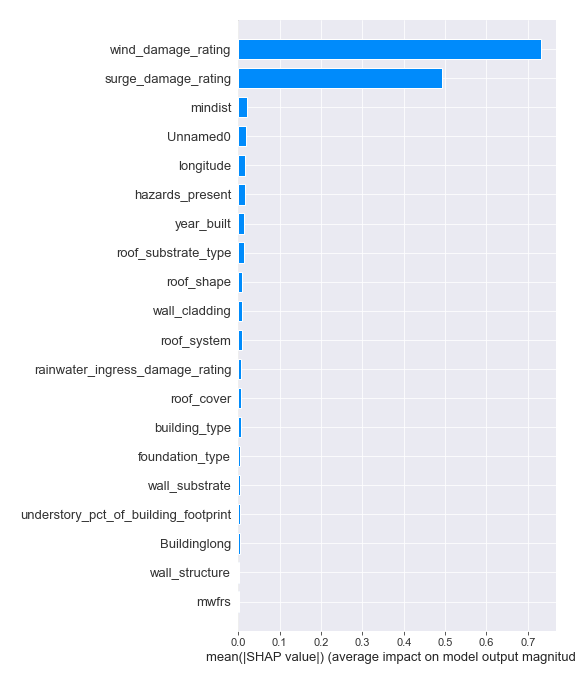 wind_damage_rating
surge_damage_rating
mindist
Unnamed0
longitude
hazards_present
year_built
roof_substrate_type
roof_shape
wall_cladding
roof_system
rainwater_ingress_damage_rating
roof_cover
building_type
foundation_type
wall_substrate
understory_pct_of_building_footprint
Buildinglong
wall_structure
mwfrs
0.0 0.1 0.2 0.3 0.4 0.5 0.6 0.7
mean(|SHAP value|) (average impact on model output magnitud